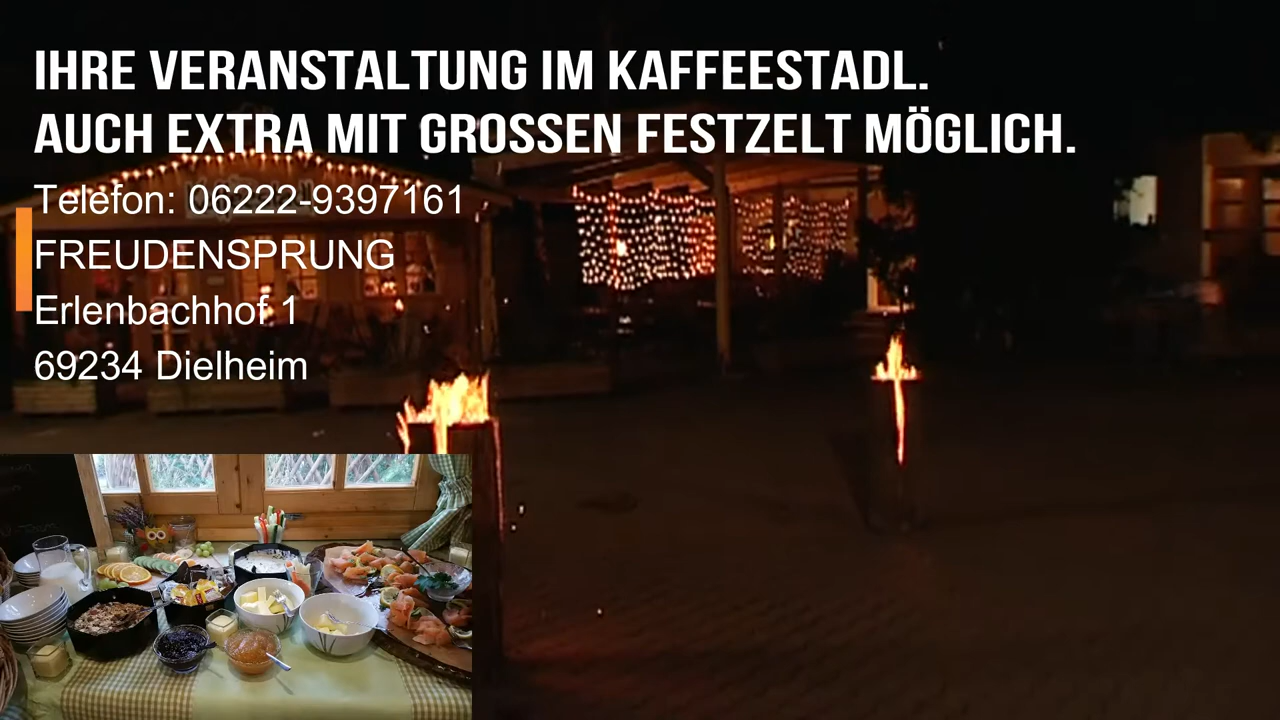 IHRE VERANSTALTUNG IM KAFFEESTADL.
AUCH EXTRA MIT GROSSEN FESTZELT MÖGLICH.
Telefon: 06222-9397161
FREUDENSPRUNG
Erlenbachhof 1
69234 Dielheim